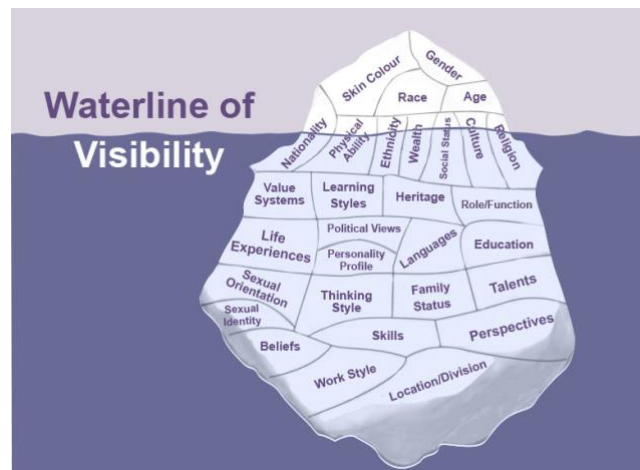 Waterline of
Visibility
Skin Colour
Gender
Race
Age
Nationality
Physical
Ability
Ethnicity
Wealth
Social Status
Culture
Religion
Value
Systems
Learning
Styles
Heritage
Role/Function
Life
Experiences
Political Views
Personality
Profile
Languages
Education
Sexual
Orientation
Thinking
Style
Family
Status
Talents
Sexual
Identity
Beliefs
Skills
Perspectives
Work Style
Location/Division